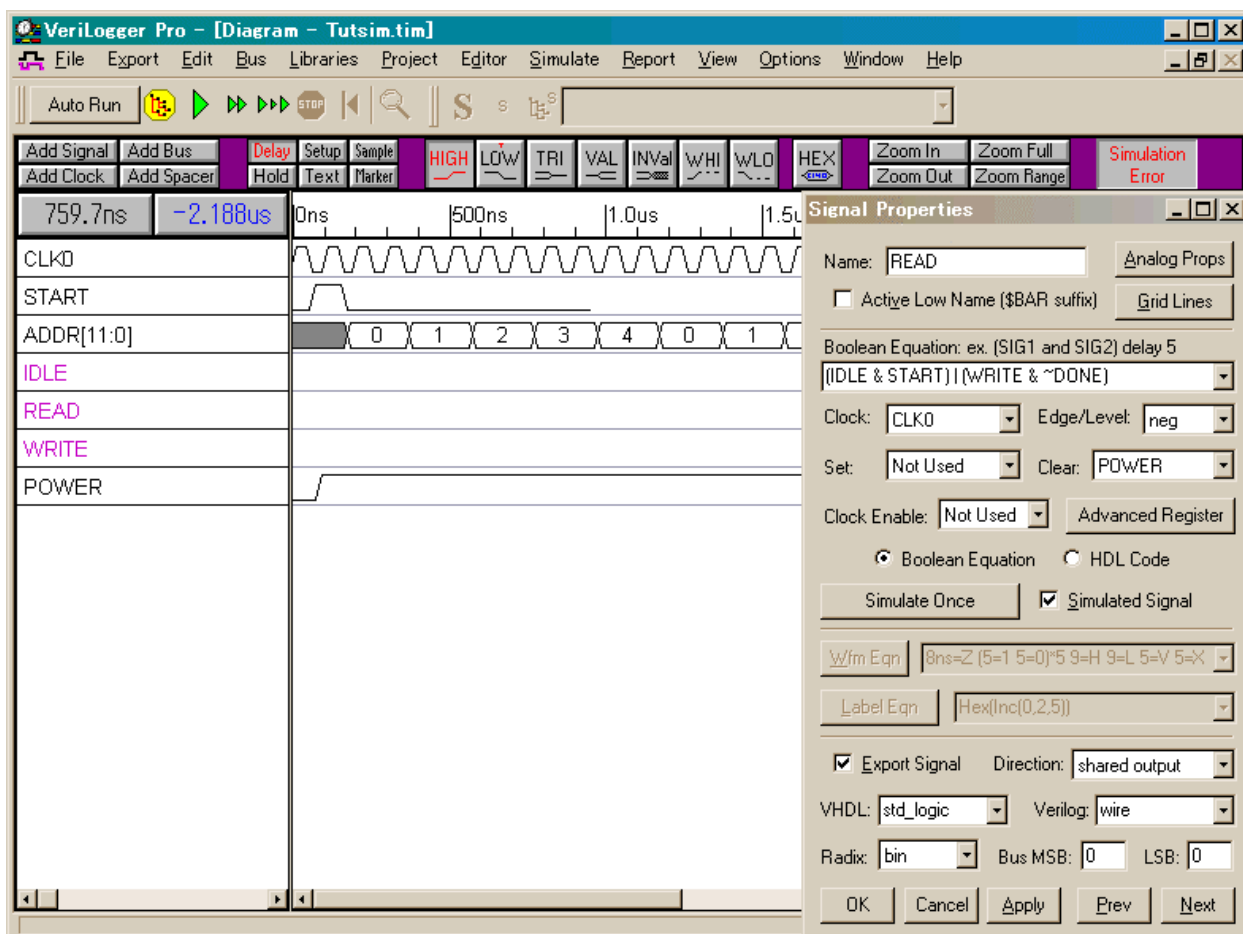 VeriLogger Pro - [Diagram - Tutsim.tim]
File Export Edit Bus Libraries Project Editor Simulate Report View Options Window Help
Auto Run STOP S s S
Add Signal Add Bus Delay Setup Sample HIGH LOW TRI VAL INVal WHI WLO HEX Zoom In Zoom Full Simulation
Add Clock Add Spacer Hold Text Marker Zoom Out Zoom Range Error
759.7ns -2.188us 0ns 500ns 1.0us 1.5u
CLK0
START
ADDR[11:0] 0 1 2 3 4 0 1
IDLE
READ
WRITE
POWER
Signal Properties
Name: READ Analog Props
Active Low Name ($BAR suffix) Grid Lines
Boolean Equation: ex. (SIG1 and SIG2) delay 5
(IDLE & START) | (WRITE & ~DONE)
Clock: CLK0 Edge/Level: neg
Set: Not Used Clear: POWER
Clock Enable: Not Used Advanced Register
Boolean Equation HDL Code
Simulate Once Simulated Signal
Wfm Eqn 8ns=Z (5=1 5=0)*5 9=H 9=L 5=V 5=X
Label Eqn Hex(Inc(0,2,5))
Export Signal Direction: shared output
VHDL: std_logic Verilog: wire
Radix: bin Bus MSB: 0 LSB: 0
OK Cancel Apply Prev Next